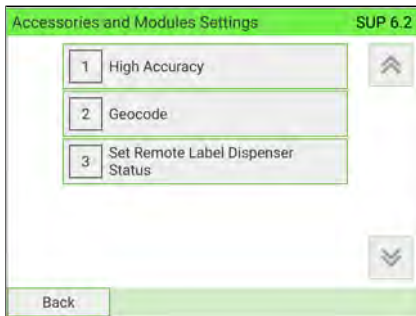 Accessories and Modules Settings SUP 6.2
1 High Accuracy
2 Geocode
3 Set Remote Label Dispenser
Status
Back